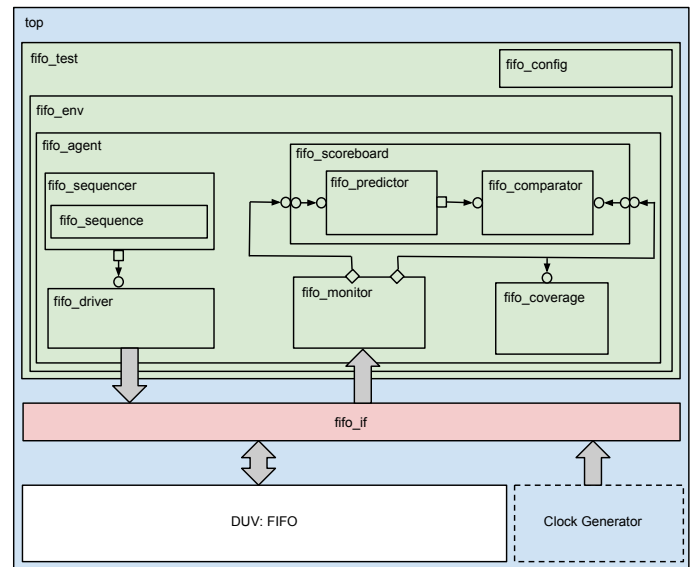 top
fifo_test
fifo_config
fifo_env
fifo_agent
fifo_scoreboard
fifo_sequencer
fifo_predictor
fifo_comparator
fifo_sequence
fifo_driver
fifo_monitor
fifo_coverage
fifo_if
DUV: FIFO
Clock Generator